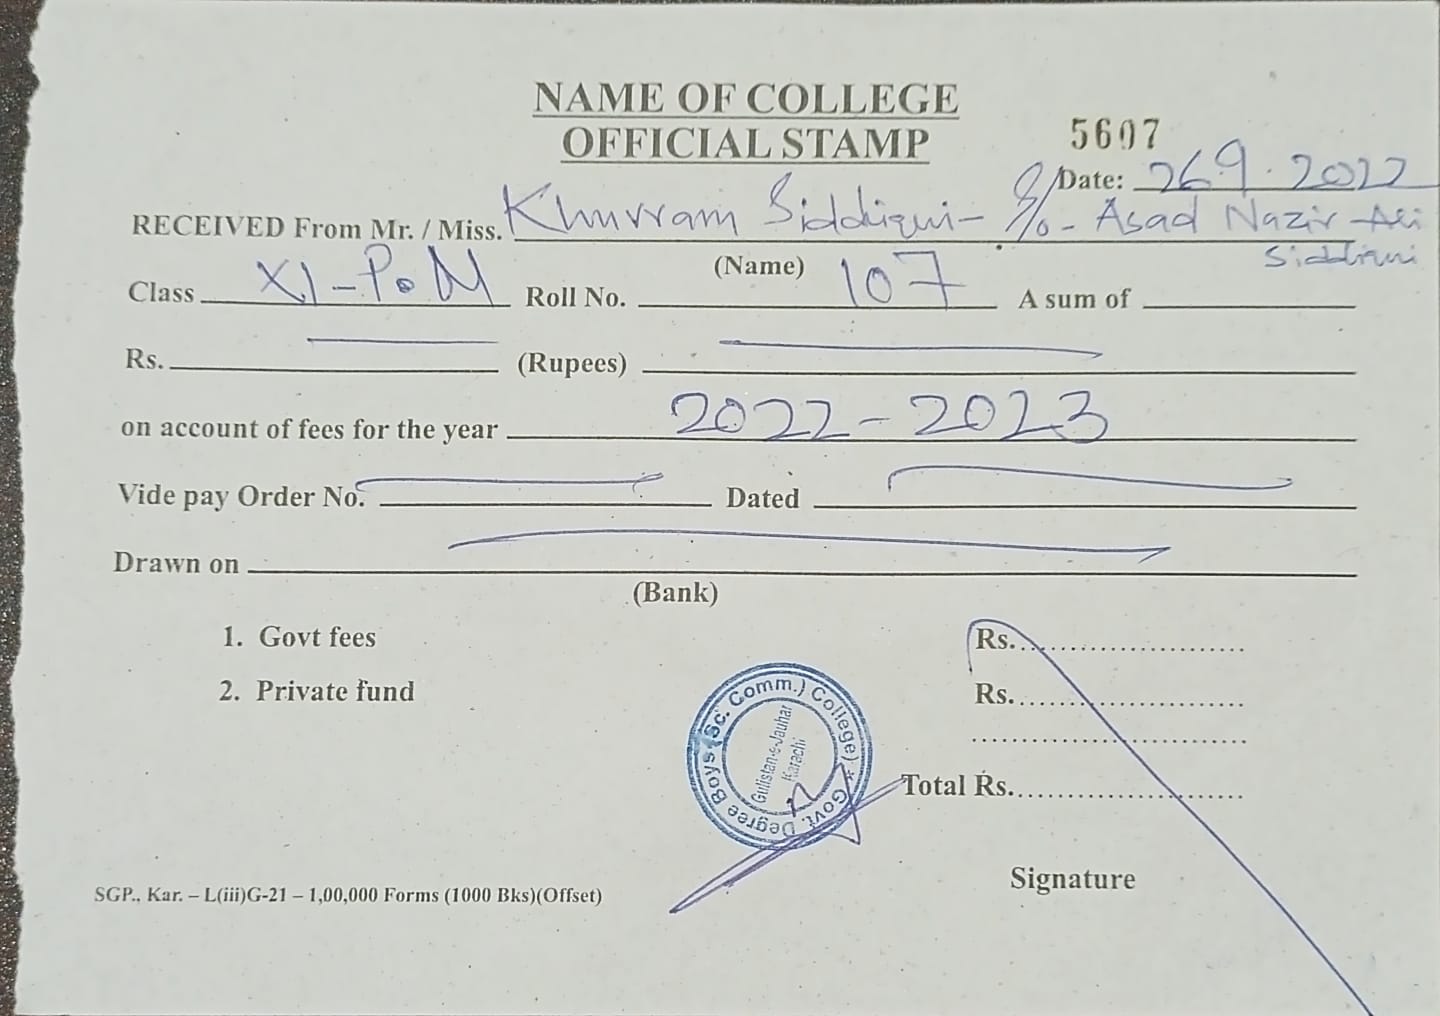 NAME OF COLLEGE
OFFICIAL STAMP
5607
Date: 26 9 . 2022
RECEIVED From Mr. / Miss. Khurram Siddiqui - S/o - Asad Nazir Ali
Siddiqui
(Name)
Class XI - P.M Roll No. 107 A sum of
Rs. (Rupees)
on account of fees for the year 2022 - 2023
Vide pay Order No. Dated
Drawn on
(Bank)
1. Govt fees Rs.
2. Private fund Rs.
Total Rs.
Govt. Degree Boys (Sc. Comm.) College)
Gulistan-e-Jauhar
Karachi
Signature
SGP., Kar. – L(iii)G-21 – 1,00,000 Forms (1000 Bks)(Offset)